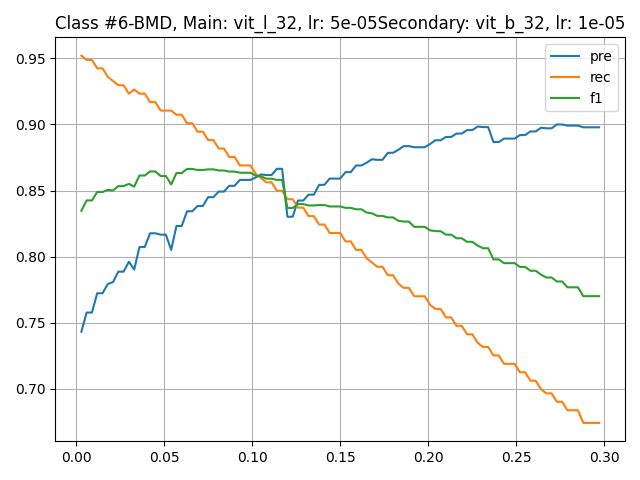 Class #6-BMD, Main: vit_l_32, lr: 5e-05Secondary: vit_b_32, lr: 1e-05
pre
rec
f1
0.95
0.90
0.85
0.80
0.75
0.70
0.00 0.05 0.10 0.15 0.20 0.25 0.30